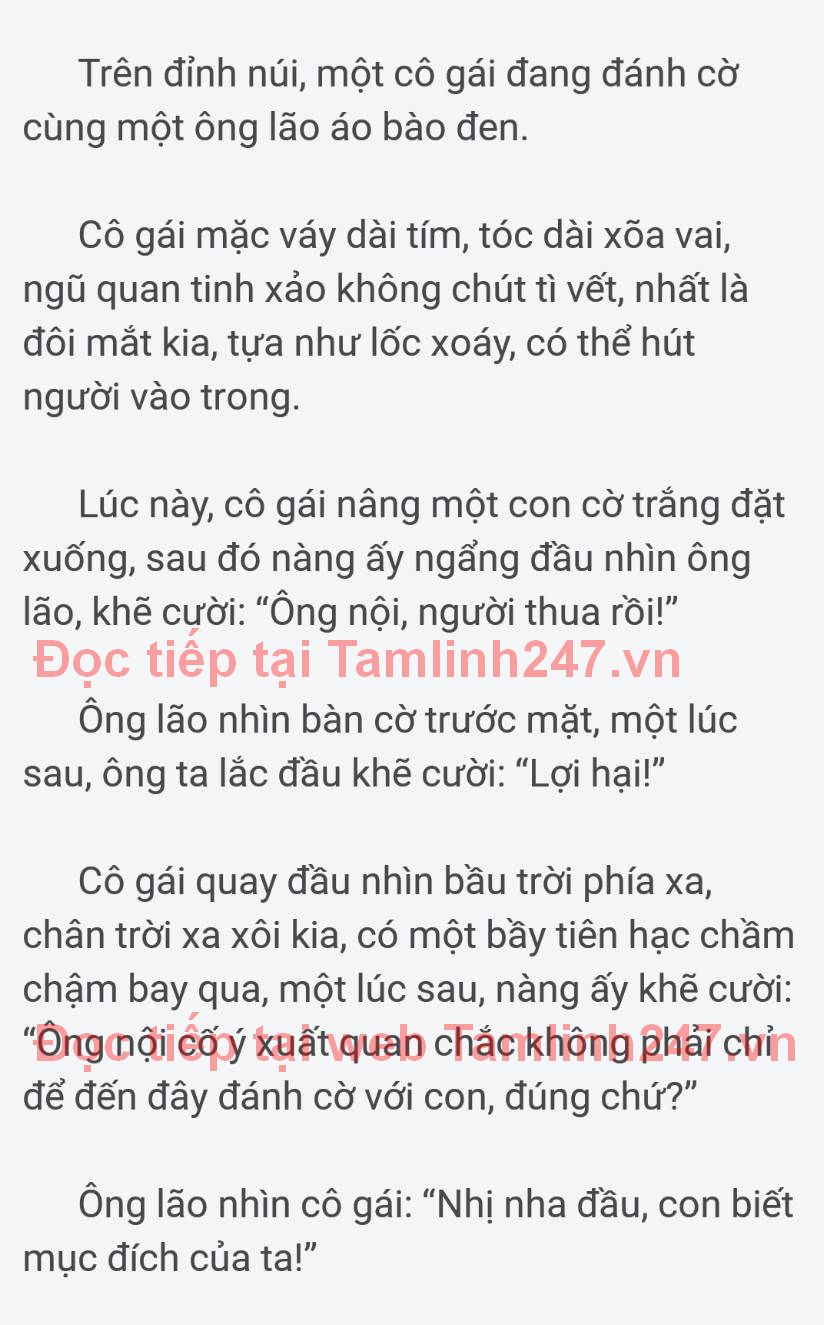 Trên đỉnh núi, một cô gái đang đánh cờ
cùng một ông lão áo bào đen.
Cô gái mặc váy dài tím, tóc dài xõa vai,
ngũ quan tinh xảo không chút tì vết, nhất là
đôi mắt kia, tựa như lốc xoáy, có thể hút
người vào trong.
Lúc này, cô gái nâng một con cờ trắng đặt
xuống, sau đó nàng ấy ngẩng đầu nhìn ông
lão, khẽ cười: “Ông nội, người thua rồi!”
Đọc tiếp tại Tamlinh247.vn
Ông lão nhìn bàn cờ trước mặt, một lúc
sau, ông ta lắc đầu khẽ cười: “Lợi hại!”
Cô gái quay đầu nhìn bầu trời phía xa,
chân trời xa xôi kia, có một bầy tiên hạc chầm
chậm bay qua, một lúc sau, nàng ấy khẽ cười:
“Ông nội cố ý xuất quan chắc không phải chỉ
Đọc tiếp tại web Tamlinh247.vn
để đến đây đánh cờ với con, đúng chứ?”
Ông lão nhìn cô gái: “Nhị nha đầu, con biết
mục đích của ta!”